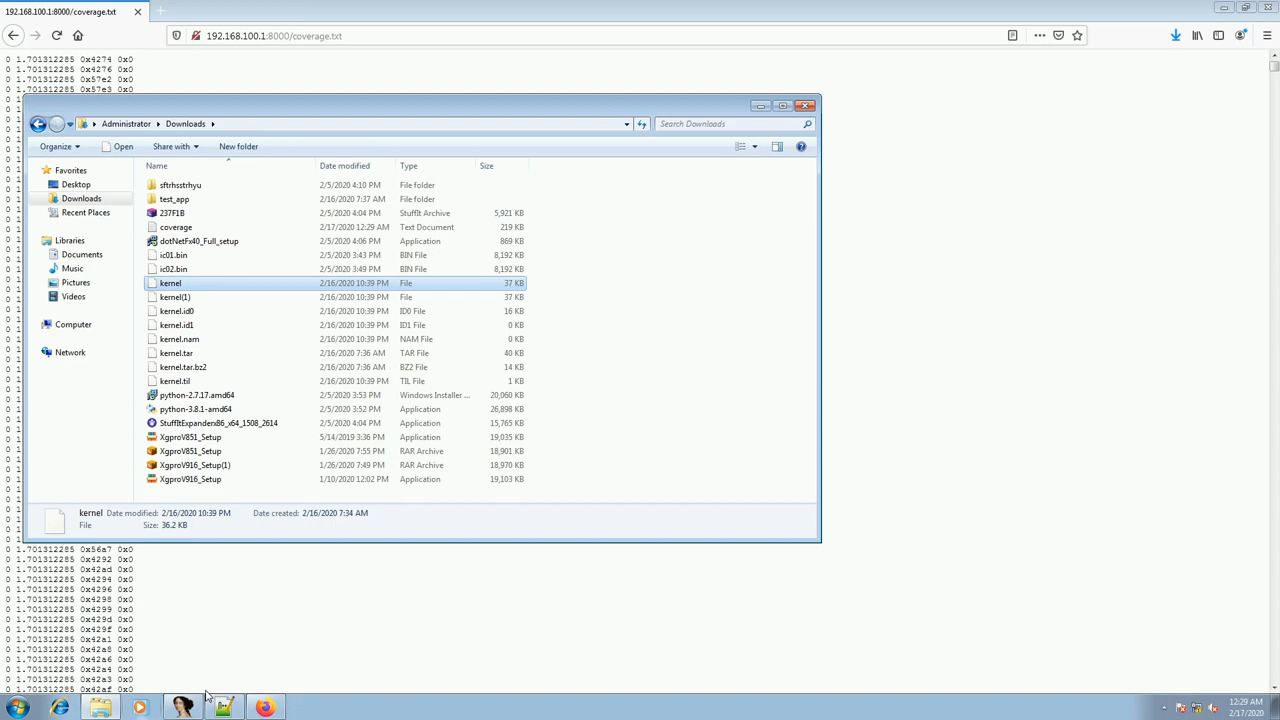 192.168.100.1:8000/coverage.txt
192.168.100.1:8000/coverage.txt
0 1.701312285 0x4274 0x0
0 1.701312285 0x4276 0x0
0 1.701312285 0x57e2 0x0
0 1.701312285 0x57e3 0x0
Administrator Downloads
Search Downloads
Organize Open Share with New folder
Favorites
Desktop
Downloads
Recent Places
Libraries
Documents
Music
Pictures
Videos
Computer
Network
Name Date modified Type Size
sftrhsstrhyu 2/5/2020 4:10 PM File folder
test_app 2/16/2020 7:37 AM File folder
237F1B 2/5/2020 4:04 PM StuffIt Archive 5,921 KB
coverage 2/17/2020 12:29 AM Text Document 219 KB
dotNetFx40_Full_setup 2/5/2020 4:06 PM Application 869 KB
ic01.bin 2/5/2020 3:43 PM BIN File 8,192 KB
ic02.bin 2/5/2020 3:49 PM BIN File 8,192 KB
kernel 2/16/2020 10:39 PM File 37 KB
kernel(1) 2/16/2020 10:39 PM File 37 KB
kernel.id0 2/16/2020 10:39 PM ID0 File 16 KB
kernel.id1 2/16/2020 10:39 PM ID1 File 0 KB
kernel.nam 2/16/2020 10:39 PM NAM File 0 KB
kernel.tar 2/16/2020 7:36 AM TAR File 40 KB
kernel.tar.bz2 2/16/2020 7:36 AM BZ2 File 14 KB
kernel.til 2/16/2020 10:39 PM TIL File 1 KB
python-2.7.17.amd64 2/5/2020 3:53 PM Windows Installer ... 20,060 KB
python-3.8.1-amd64 2/5/2020 3:52 PM Application 26,898 KB
StuffItExpanderx86_x64_1508_2614 2/5/2020 4:04 PM Application 15,765 KB
XgproV851_Setup 5/14/2019 3:36 PM Application 19,035 KB
XgproV851_Setup 1/26/2020 7:55 PM RAR Archive 18,901 KB
XgproV916_Setup(1) 1/26/2020 7:49 PM RAR Archive 18,970 KB
XgproV916_Setup 1/10/2020 12:02 PM Application 19,103 KB
kernel Date modified: 2/16/2020 10:39 PM Date created: 2/16/2020 7:34 AM
File Size: 36.2 KB
0 1.701312285 0x56a7 0x0
0 1.701312285 0x4292 0x0
0 1.701312285 0x42ad 0x0
0 1.701312285 0x4294 0x0
0 1.701312285 0x4296 0x0
0 1.701312285 0x4298 0x0
0 1.701312285 0x4299 0x0
0 1.701312285 0x429d 0x0
0 1.701312285 0x429f 0x0
0 1.701312285 0x42a1 0x0
0 1.701312285 0x42a8 0x0
0 1.701312285 0x42a6 0x0
0 1.701312285 0x42a4 0x0
0 1.701312285 0x42a3 0x0
0 1.701312285 0x42af 0x0
12:29 AM
2/17/2020